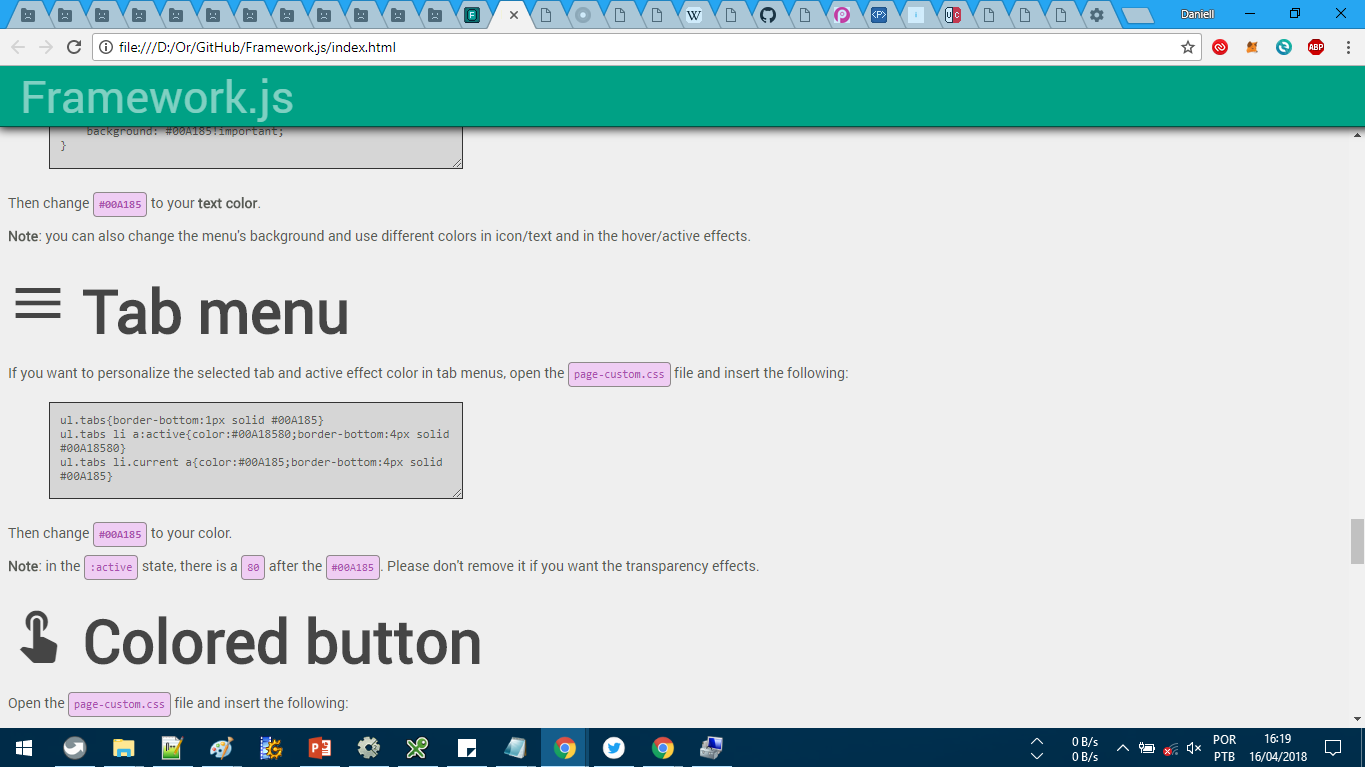 Daniell
file:///D:/Or/GitHub/Framework.js/index.html
ABP
Framework.js
background: #00A185!important;
}
Then change #00A185 to your text color.
Note: you can also change the menu's background and use different colors in icon/text and in the hover/active effects.
Tab menu
If you want to personalize the selected tab and active effect color in tab menus, open the page-custom.css file and insert the following:
ul.tabs{border-bottom:1px solid #00A185}
ul.tabs li a:active{color:#00A18580;border-bottom:4px solid
#00A18580}
ul.tabs li.current a{color:#00A185;border-bottom:4px solid
#00A185}
Then change #00A185 to your color.
Note: in the :active state, there is a 80 after the #00A185. Please don't remove it if you want the transparency effects.
Colored button
Open the page-custom.css file and insert the following:
0 B/s
0 B/s
POR
PTB
16:19
16/04/2018